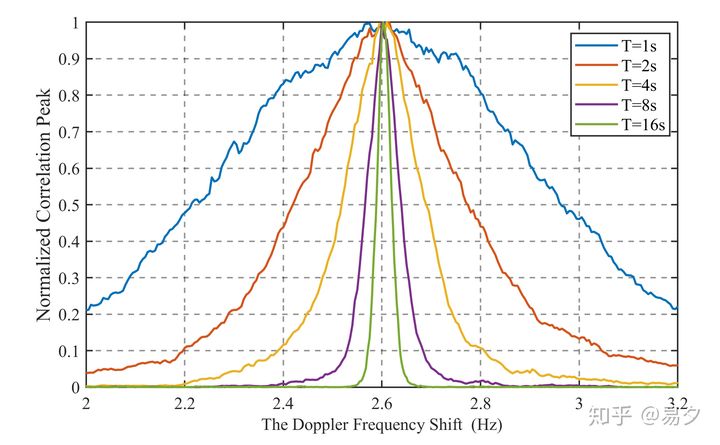 1
0.9
0.8
0.7
0.6
0.5
0.4
0.3
0.2
0.1
0
Normalized Correlation Peak
T=1s
T=2s
T=4s
T=8s
T=16s
2
2.2
2.4
2.6
2.8
3
3.2
The Doppler Frequency Shift (Hz)
知乎 @易夕